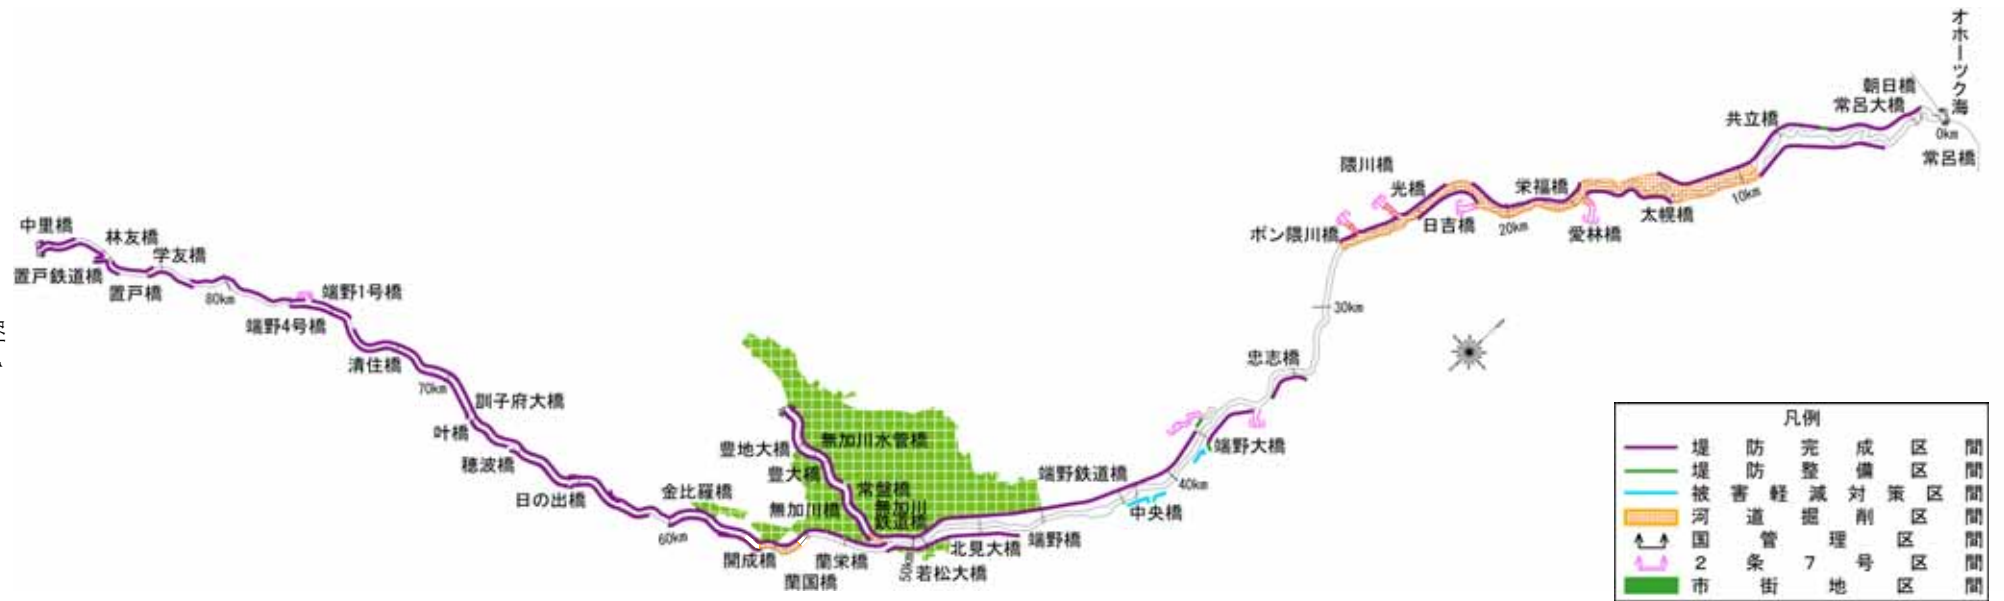 オホーツク海
朝日橋
常呂大橋
共立橋
0km
常呂橋
隈川橋
光橋
栄福橋
10km
太幌橋
日吉橋
20km
愛林橋
ポン隈川橋
中里橋
林友橋
学友橋
置戸鉄道橋
置戸橋
80km
端野1号橋
端野4号橋
30km
清住橋
忠志橋
70km
訓子府大橋
叶橋
無加川水管橋
豊地大橋
端野大橋
穂波橋
豊大橋
端野鉄道橋
40km
日の出橋
金比羅橋
常盤橋
無加川橋
無加川
鉄道橋
中央橋
60km
端野橋
北見大橋
開成橋
蘭栄橋
50km
若松大橋
蘭国橋
凡例
堤防完成区間
堤防整備区間
被害軽減対策区間
河道掘削区間
国管理区間
2条7号区間
市街地区間